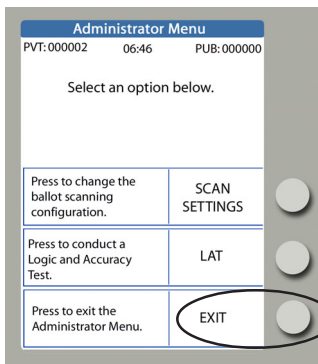 Administrator Menu
PVT: 000002 06:46 PUB: 000000
Select an option below.
Press to change the
ballot scanning
configuration.
SCAN
SETTINGS
Press to conduct a
Logic and Accuracy
Test.
LAT
Press to exit the
Administrator Menu.
EXIT